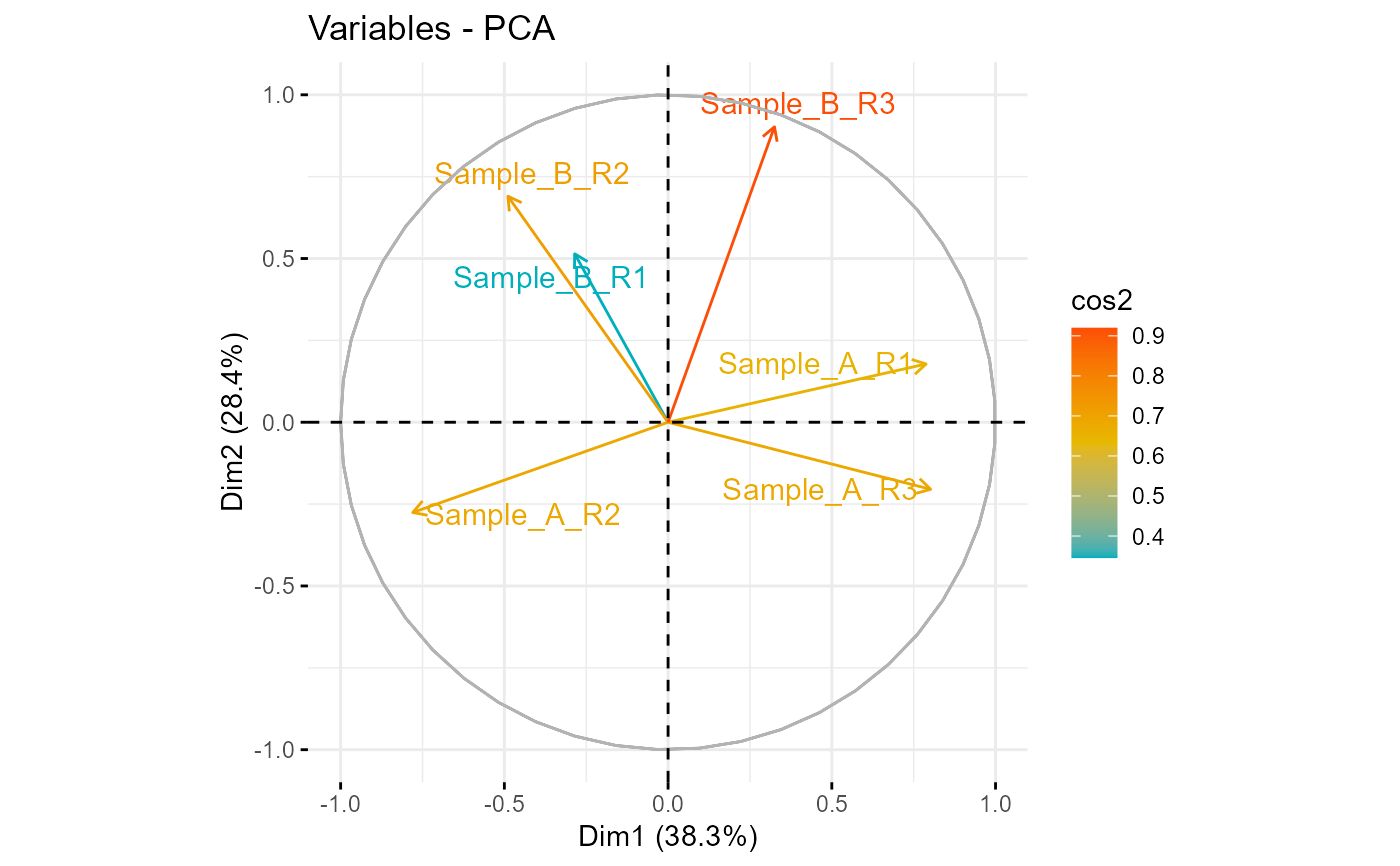 Variables - PCA
Dim2 (28.4%)
1.0
0.5
0.0
-0.5
-1.0
Sample_B_R3
Sample_B_R2
Sample_B_R1
Sample_A_R1
Sample_A_R3
Sample_A_R2
-1.0 -0.5 0.0 0.5 1.0
Dim1 (38.3%)
cos2
0.9
0.8
0.7
0.6
0.5
0.4